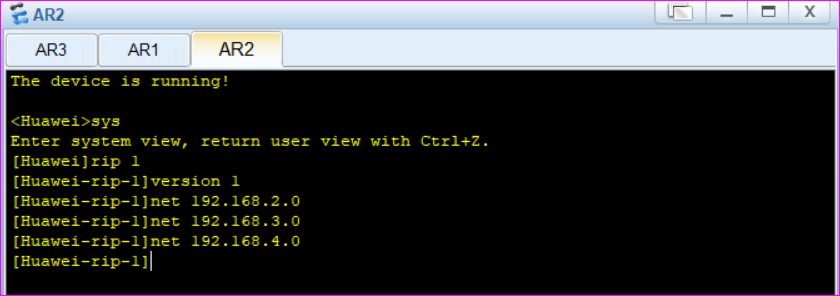 AR2
AR3 AR1 AR2
The device is running!
<Huawei>sys
Enter system view, return user view with Ctrl+Z.
[Huawei]rip 1
[Huawei-rip-1]version 1
[Huawei-rip-1]net 192.168.2.0
[Huawei-rip-1]net 192.168.3.0
[Huawei-rip-1]net 192.168.4.0
[Huawei-rip-1]